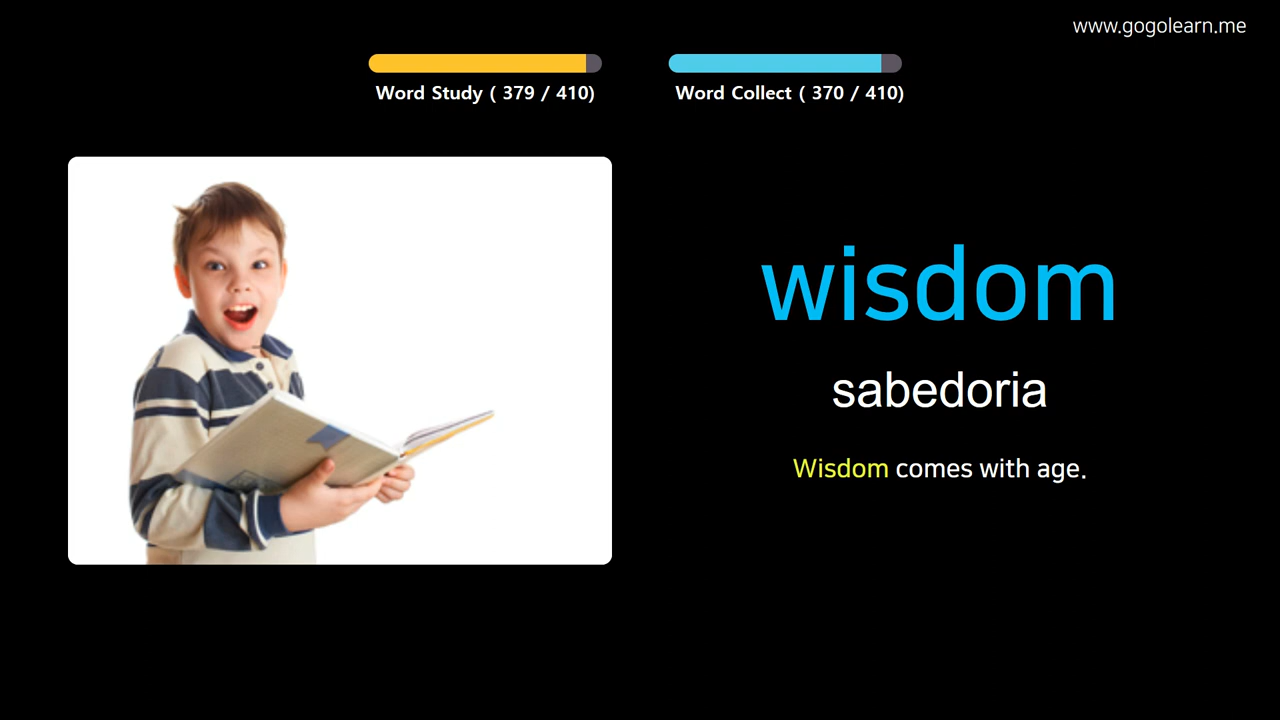 www.gogolearn.me
Word Study ( 379 / 410)
Word Collect ( 370 / 410)
wisdom
sabedoria
Wisdom comes with age.